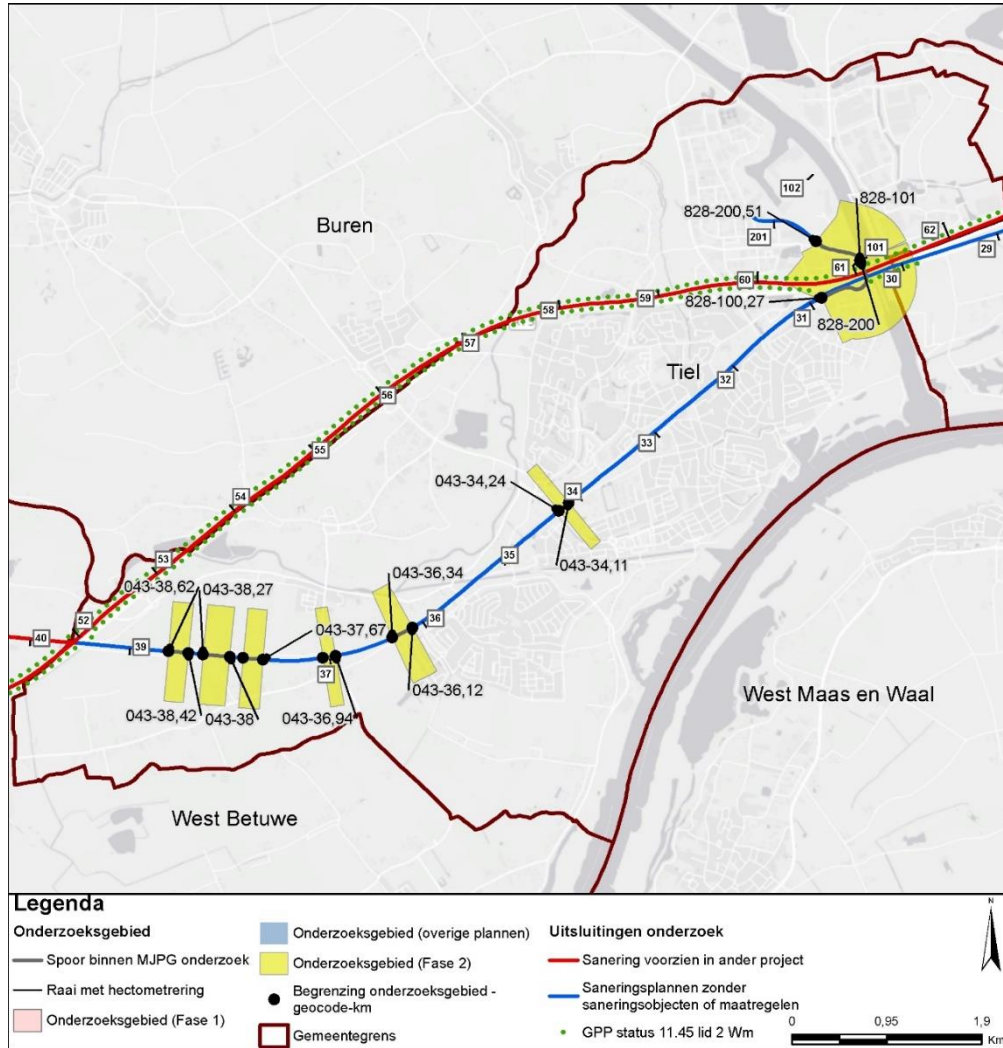 102
828-101
828-200,51
Buren
62
201
101
29
61
60
30
59
58
828-100,27
31
828-200
57
Tiel
32
56
33
55
043-34,24
34
54
35
043-34,11
53
043-36,34
043-38,62
043-38,27
52
36
043-37,67
40
39
37
043-36,12
West Maas en Waal
043-38,42
043-38
043-36,94
West Betuwe
Legenda
Onderzoeksgebied
Spoor binnen MJPG onderzoek
Raai met hectometrering
Onderzoeksgebied (Fase 1)
Onderzoeksgebied (overige plannen)
Onderzoeksgebied (Fase 2)
Begrenzing onderzoeksgebied -
geocode-km
Gemeentegrens
Uitsluitingen onderzoek
Sanering voorzien in ander project
Saneringsplannen zonder
saneringsobjecten of maatregelen
GPP status 11.45 lid 2 Wm
N
0 0,95 1,9
Km